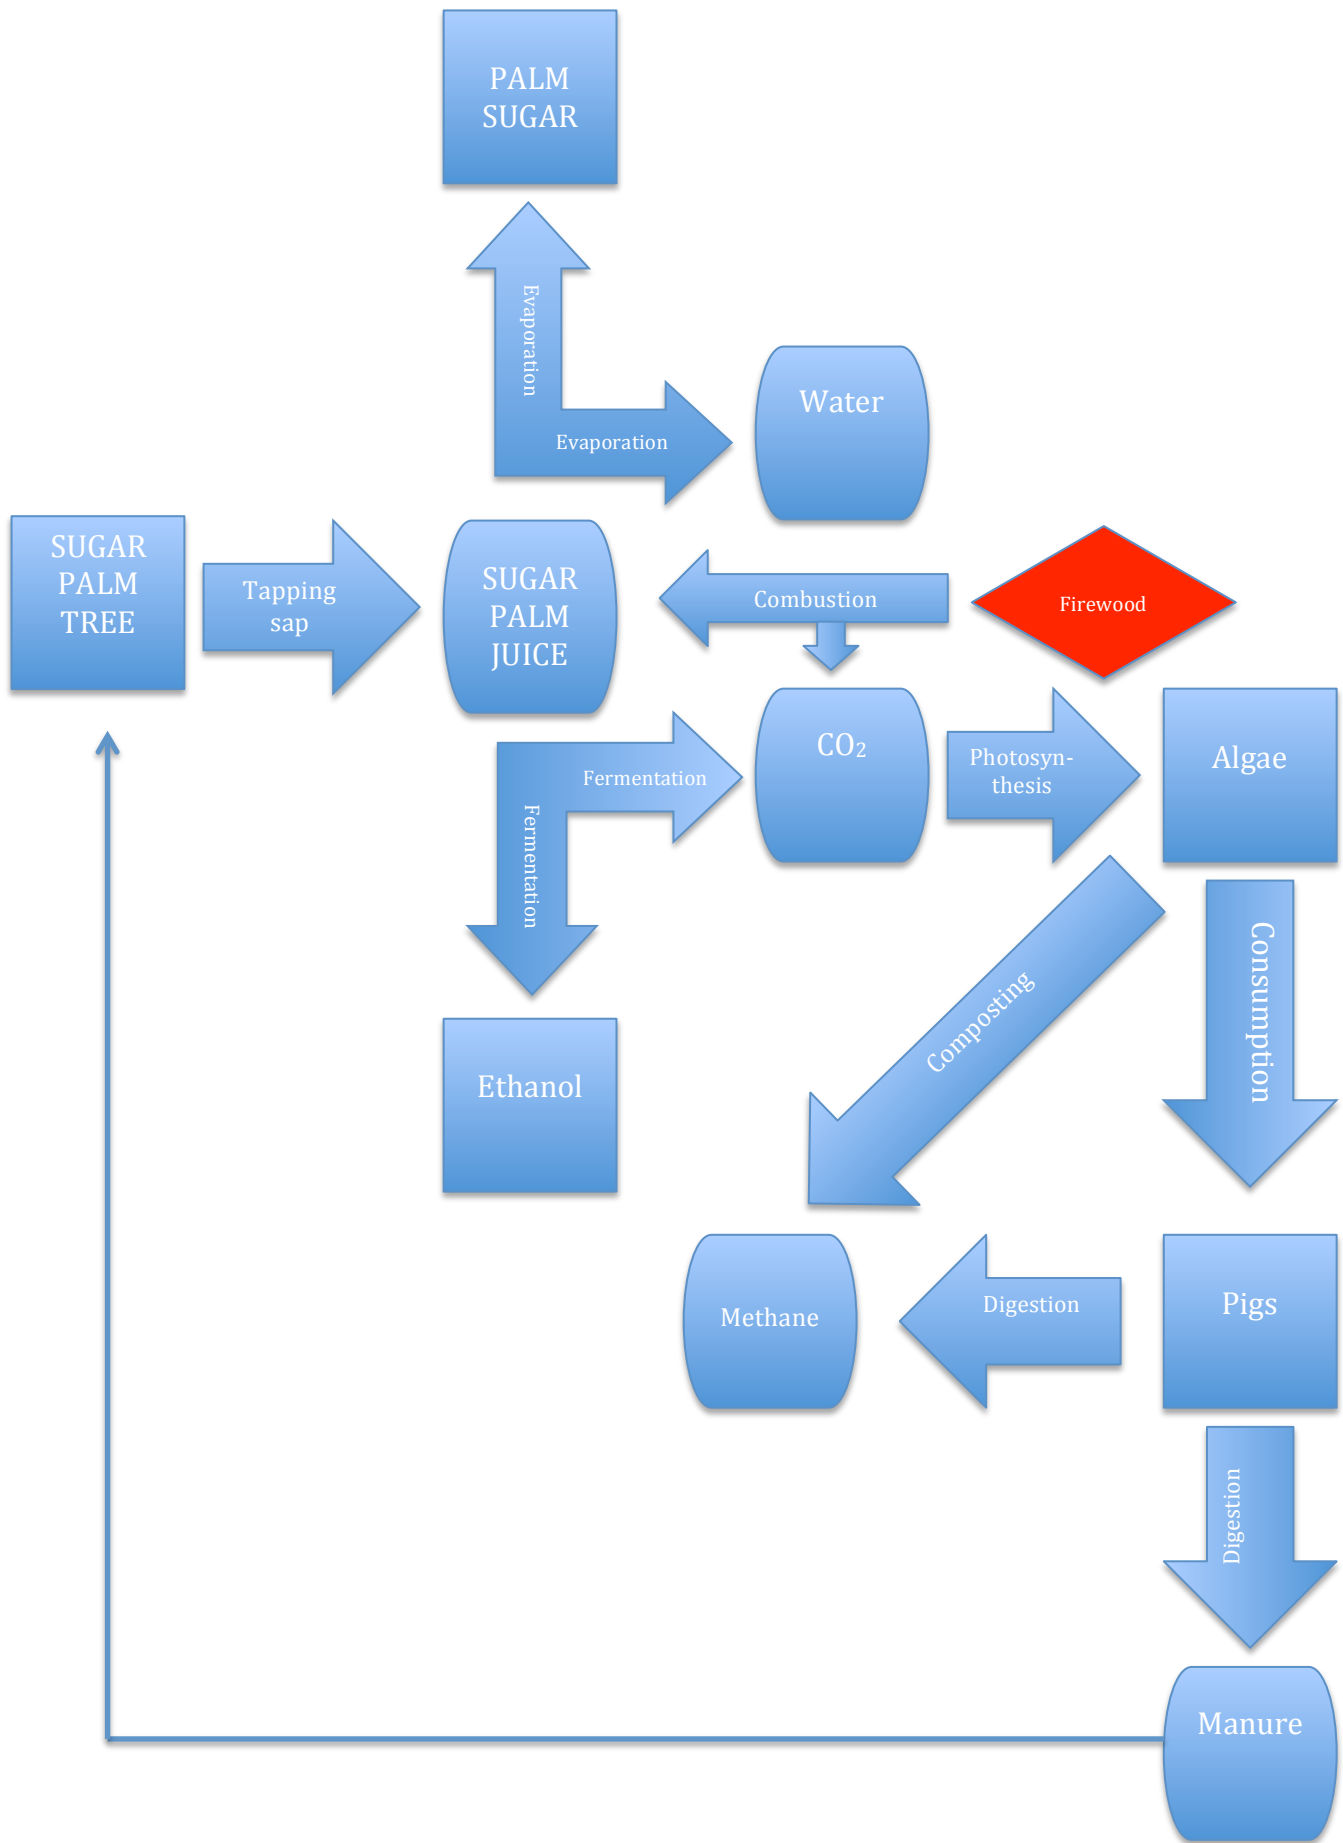 PALM
SUGAR
Evaporation
Water
Evaporation
SUGAR
PALM
TREE
Tapping
sap
SUGAR
PALM
JUICE
Combustion
Firewood
Fermentation
CO₂
Photosyn-
thesis
Algae
Fermentation
Composting
Consumption
Ethanol
Methane
Digestion
Pigs
Digestion
Manure